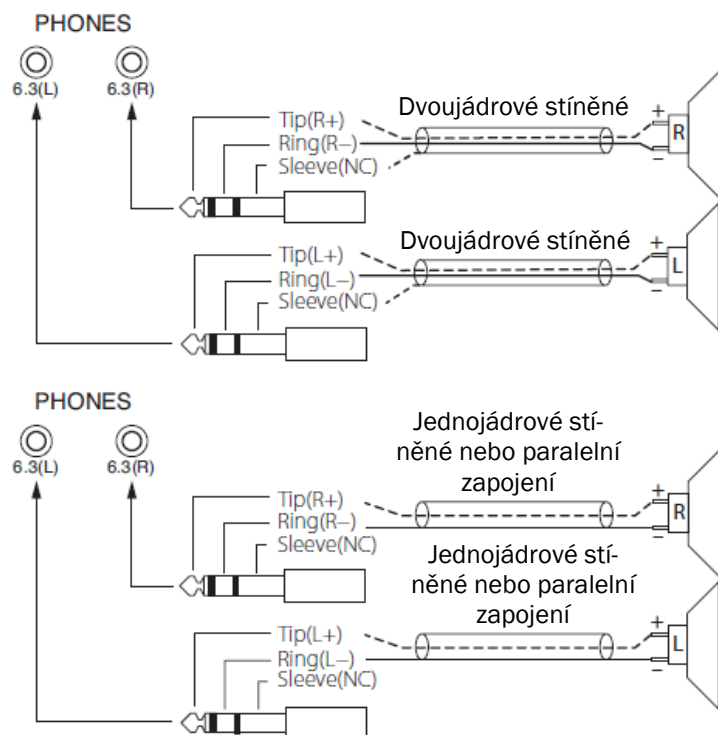 PHONES
6.3(L) 6.3(R)
Tip(R+)
Ring(R−)
Sleeve(NC)
Dvoujádrové stíněné
+
R
−
Tip(L+)
Ring(L−)
Sleeve(NC)
Dvoujádrové stíněné
+
L
−
PHONES
6.3(L) 6.3(R)
Jednojádrové stí-
něné nebo paralelní
zapojení
Tip(R+)
Ring(R−)
Sleeve(NC)
+
R
−
Jednojádrové stí-
něné nebo paralelní
zapojení
Tip(L+)
Ring(L−)
Sleeve(NC)
+
L
−